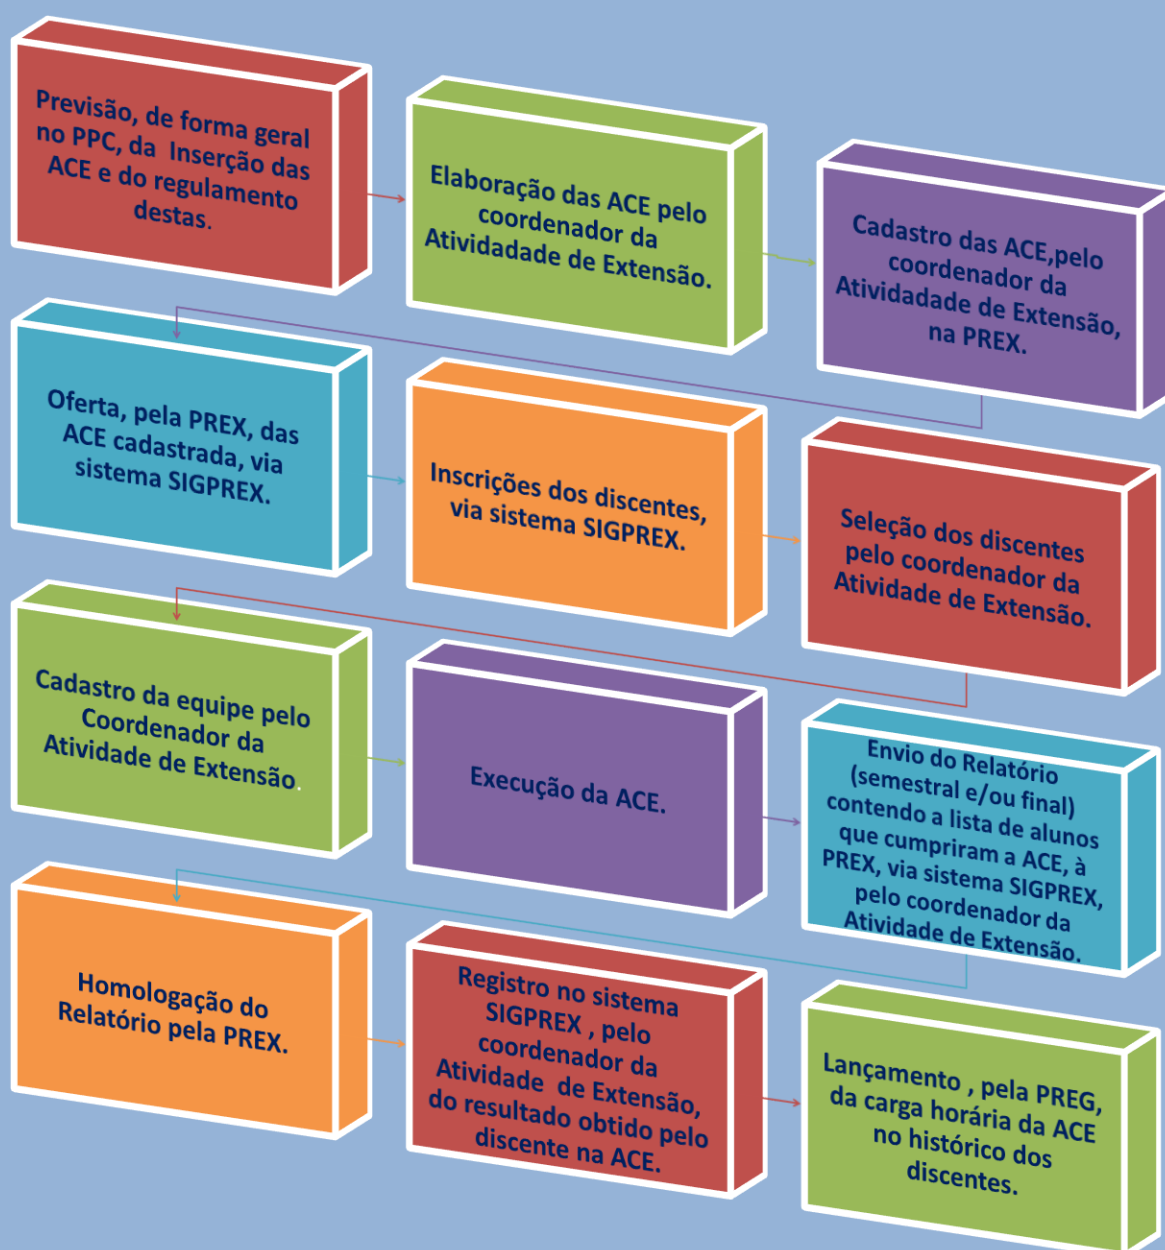 Previsão, de forma geral
no PPC, da Inserção das
ACE e do regulamento
destas.
Elaboração das ACE pelo
coordenador da
Atividadade de Extensão.
Cadastro das ACE,pelo
coordenador da
Atividadade de Extensão,
na PREX.
Oferta, pela PREX, das
ACE cadastrada, via
sistema SIGPREX.
Inscrições dos discentes,
via sistema SIGPREX.
Seleção dos discentes
pelo coordenador da
Atividade de Extensão.
Cadastro da equipe pelo
Coordenador da
Atividade de Extensão.
Execução da ACE.
Envio do Relatório
(semestral e/ou final)
contendo a lista de alunos
que cumpriram a ACE, à
PREX, via sistema SIGPREX,
pelo coordenador da
Atividade de Extensão.
Homologação do
Relatório pela PREX.
Registro no sistema
SIGPREX , pelo
coordenador da
Atividade de Extensão,
do resultado obtido pelo
discente na ACE.
Lançamento , pela PREG,
da carga horária da ACE
no histórico dos
discentes.